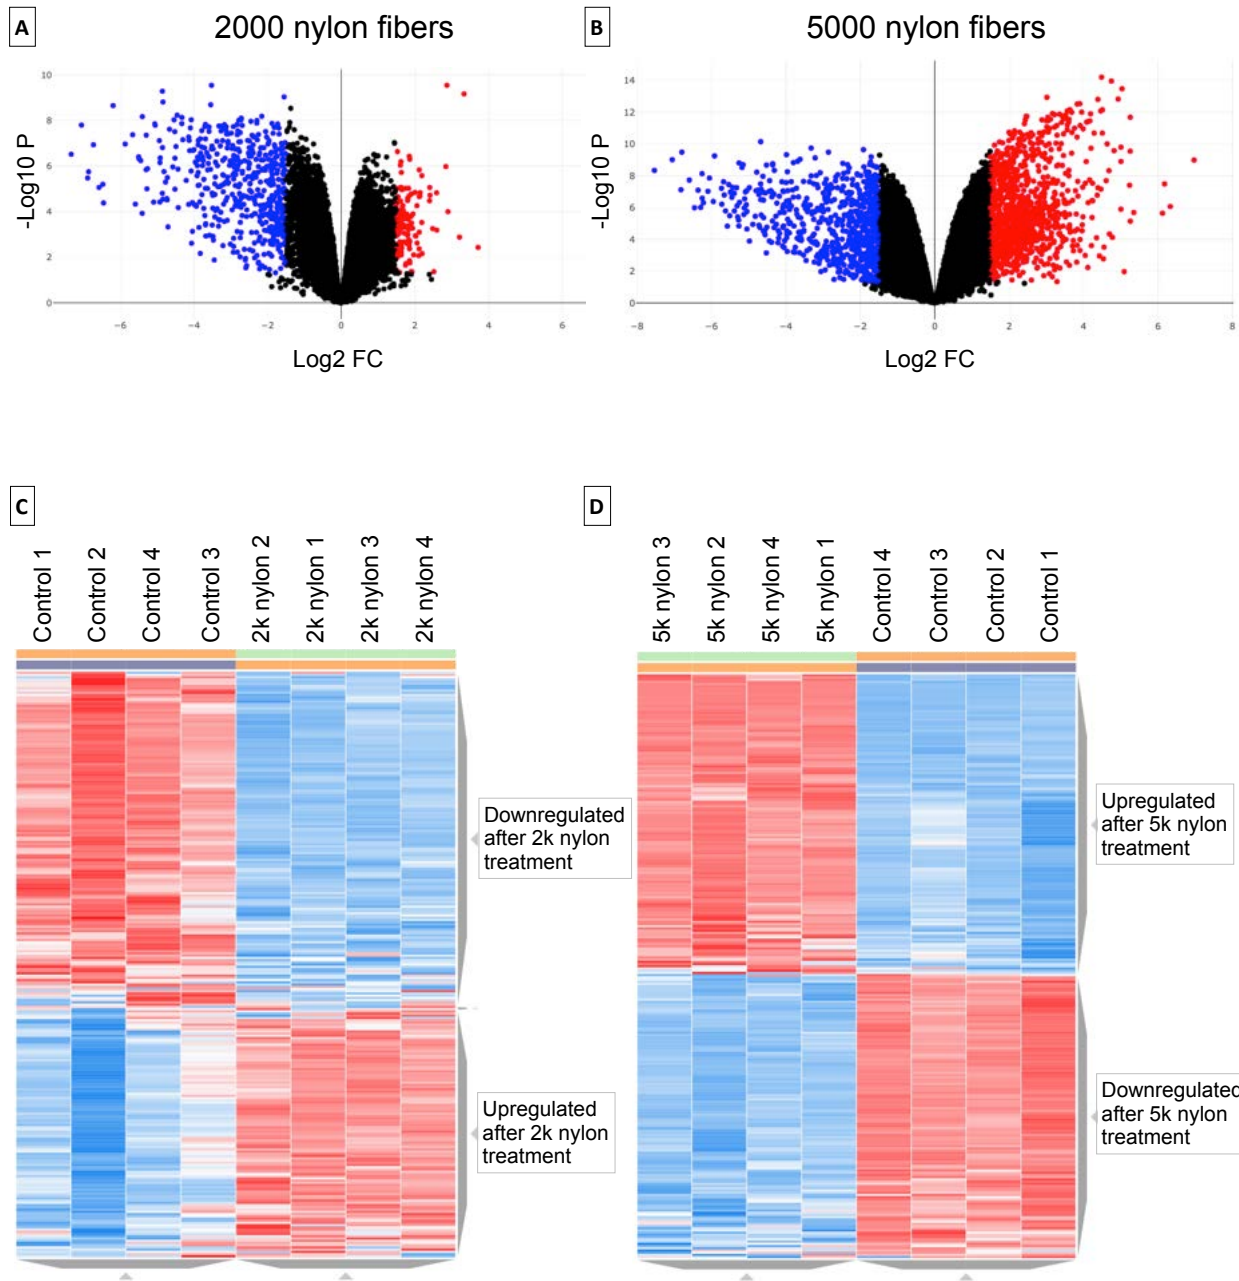 A
2000 nylon fibers
B
5000 nylon fibers
10
8
6
4
2
0
-Log10 P
−6
−4
−2
0
2
4
6
Log2 FC
14
12
10
8
6
4
2
0
-Log10 P
−8
−6
−4
−2
0
2
4
6
8
Log2 FC
C
Control 1
Control 2
Control 4
Control 3
2k nylon 2
2k nylon 1
2k nylon 3
2k nylon 4
Downregulated
after 2k nylon
treatment
Upregulated
after 2k nylon
treatment
D
5k nylon 3
5k nylon 2
5k nylon 4
5k nylon 1
Control 4
Control 3
Control 2
Control 1
Upregulated
after 5k nylon
treatment
Downregulated
after 5k nylon
treatment